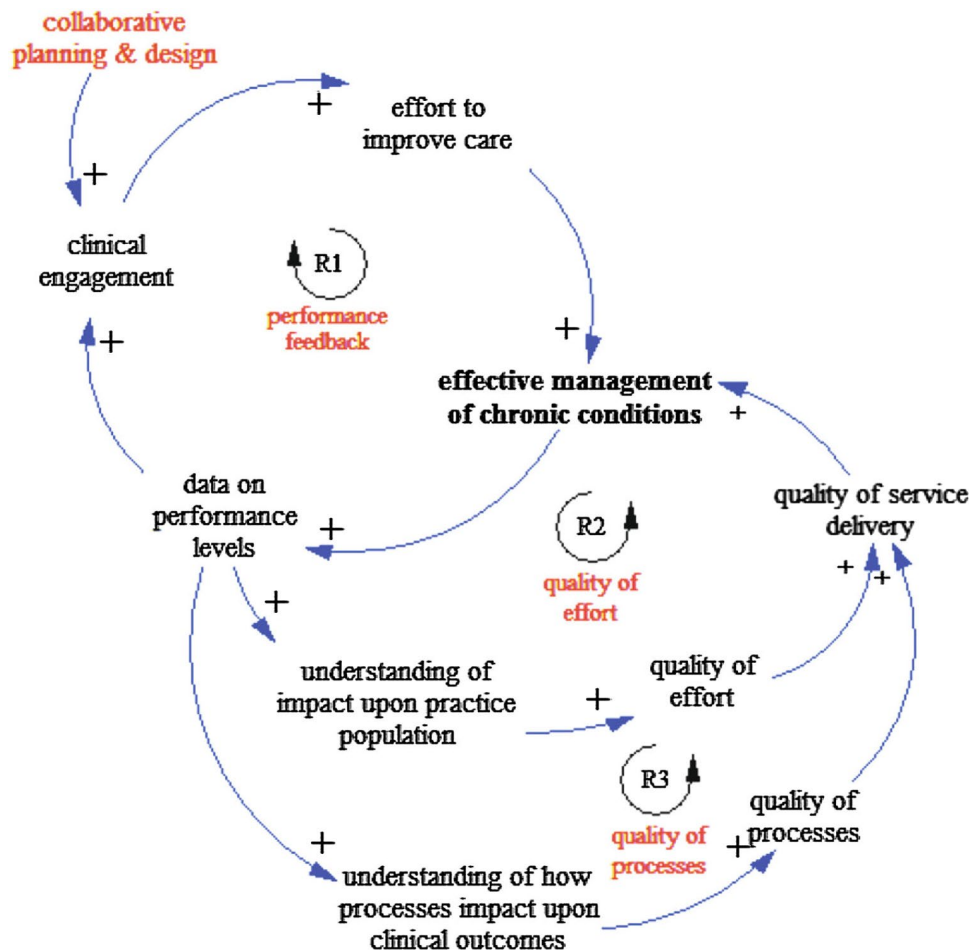 collaborative
planning & design
+
+
effort to
improve care
clinical
engagement
R1
performance
feedback
+
+
effective management
of chronic conditions
+
data on
performance
levels
+
R2
quality of
effort
quality of service
delivery
+
+
+
understanding of
impact upon practice
population
+
quality of
effort
R3
quality of
processes
+
quality of
processes
+
understanding of how
processes impact upon
clinical outcomes